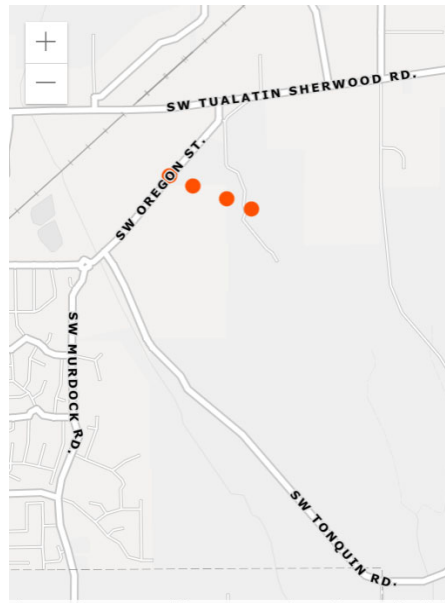 +
−
SW TUALATIN SHERWOOD RD.
SW OREGON ST.
SW MURDOCK RD.
SW TONQUIN RD.